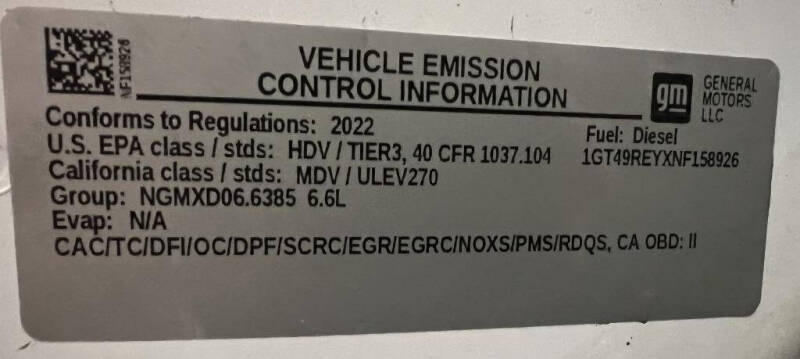 NF158926
VEHICLE EMISSION
CONTROL INFORMATION
gm
GENERAL
MOTORS
LLC
Conforms to Regulations: 2022
Fuel: Diesel
U.S. EPA class / stds: HDV / TIER3, 40 CFR 1037.104
1GT49REYXNF158926
California class / stds: MDV / ULEV270
Group: NGMXD06.6385 6.6L
Evap: N/A
CAC/TC/DFI/OC/DPF/SCRC/EGR/EGRC/NOXS/PMS/RDQS, CA OBD: II